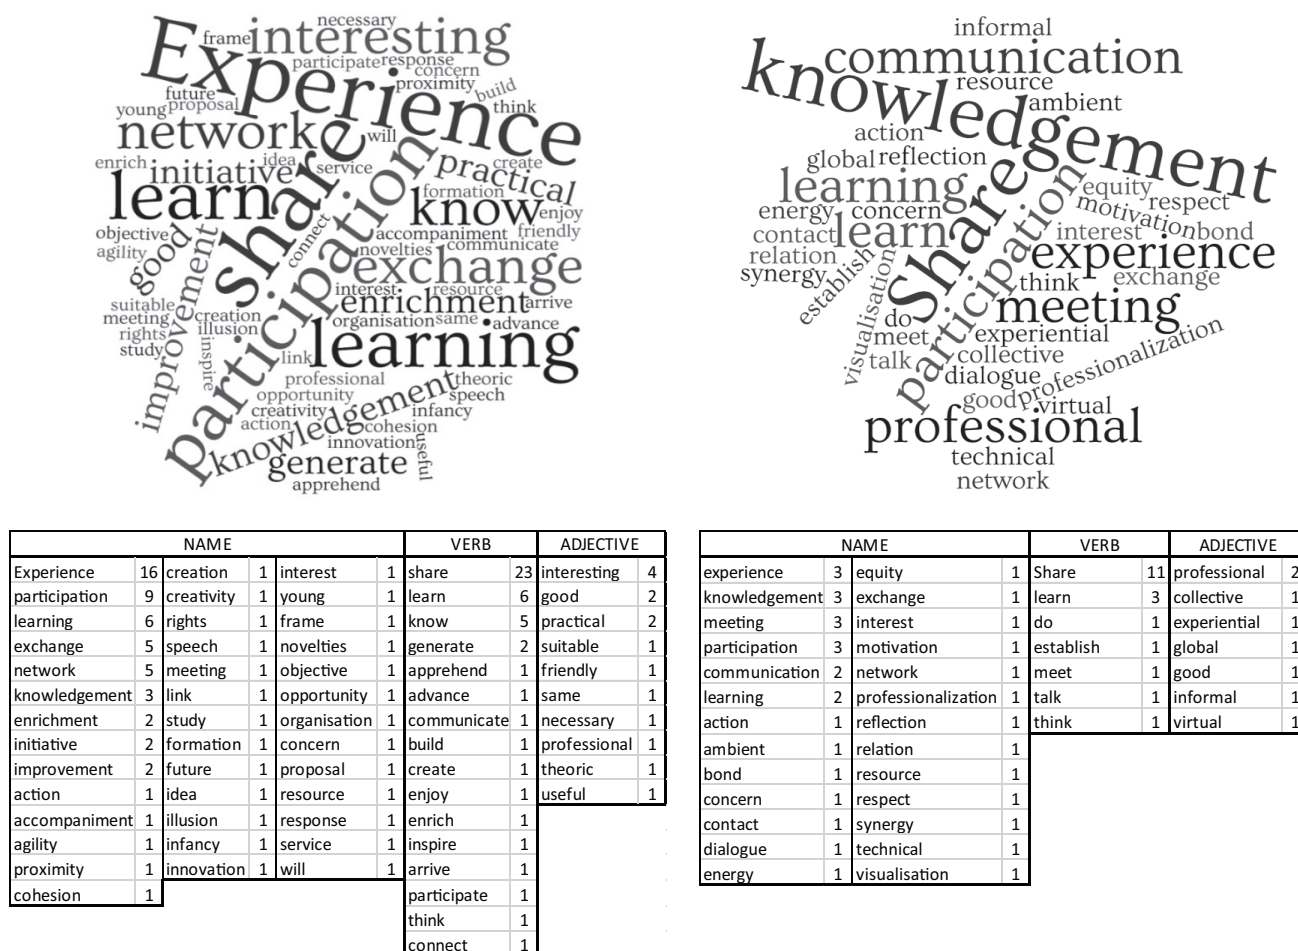 necessary
frame interesting
participate response
Experience
concern
proximity
build
future
young proposal
think
network
will
share
enrich initiative idea service
create
practical
participation
formation
learn
know enjoy
connect
objective
agility
good
accompaniment friendly
novelties communicate
exchange
improvement
interest resource
enrichment arrive
suitable
meeting creation
rights illusion
study
inspire
organisation same advance
link learning
professional theoric
opportunity speech
creativity infancy
action
knowledgement
cohesion
innovation
useful
generate
apprehend
informal
communication
knowledgement
resource
ambient
action
global reflection
Share
learning
equity
respect
participation
motivation
energy concern
contact learn
interest bond
relation
experience
synergy
establish
visualisation
think exchange
meeting
do
meet experiential
talk collective
dialogue
professionalization
good virtual
professional
technical
network
NAME VERB ADJECTIVE
Experience 16 creation 1 interest 1 share 23 interesting 4
participation 9 creativity 1 young 1 learn 6 good 2
learning 6 rights 1 frame 1 know 5 practical 2
exchange 5 speech 1 novelties 1 generate 2 suitable 1
network 5 meeting 1 objective 1 apprehend 1 friendly 1
knowledgement 3 link 1 opportunity 1 advance 1 same 1
enrichment 2 study 1 organisation 1 communicate 1 necessary 1
initiative 2 formation 1 concern 1 build 1 professional 1
improvement 2 future 1 proposal 1 create 1 theoric 1
action 1 idea 1 resource 1 enjoy 1 useful 1
accompaniment 1 illusion 1 response 1 enrich 1
agility 1 infancy 1 service 1 inspire 1
proximity 1 innovation 1 will 1 arrive 1
cohesion 1 participate 1
think 1
connect 1
NAME VERB ADJECTIVE
experience 3 equity 1 Share 11 professional 2
knowledgement 3 exchange 1 learn 3 collective 1
meeting 3 interest 1 do 1 experiential 1
participation 3 motivation 1 establish 1 global 1
communication 2 network 1 meet 1 good 1
learning 2 professionalization 1 talk 1 informal 1
action 1 reflection 1 think 1 virtual 1
ambient 1 relation 1
bond 1 resource 1
concern 1 respect 1
contact 1 synergy 1
dialogue 1 technical 1
energy 1 visualisation 1